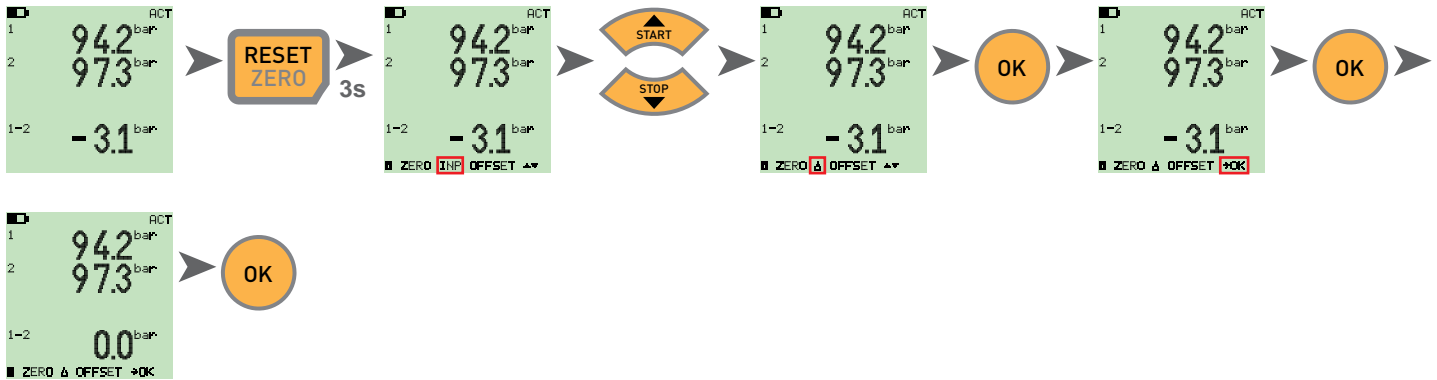 ACT
1 94.2 bar
2 97.3 bar
1-2 - 3.1 bar
RESET
ZERO
3s
ACT
1 94.2 bar
2 97.3 bar
1-2 - 3.1 bar
ZERO INP OFFSET ▲▼
START
STOP
ACT
1 94.2 bar
2 97.3 bar
1-2 - 3.1 bar
ZERO Δ OFFSET ▲▼
OK
ACT
1 94.2 bar
2 97.3 bar
1-2 - 3.1 bar
ZERO Δ OFFSET →OK
OK
ACT
1 94.2 bar
2 97.3 bar
1-2 0.0 bar
ZERO Δ OFFSET →OK
OK